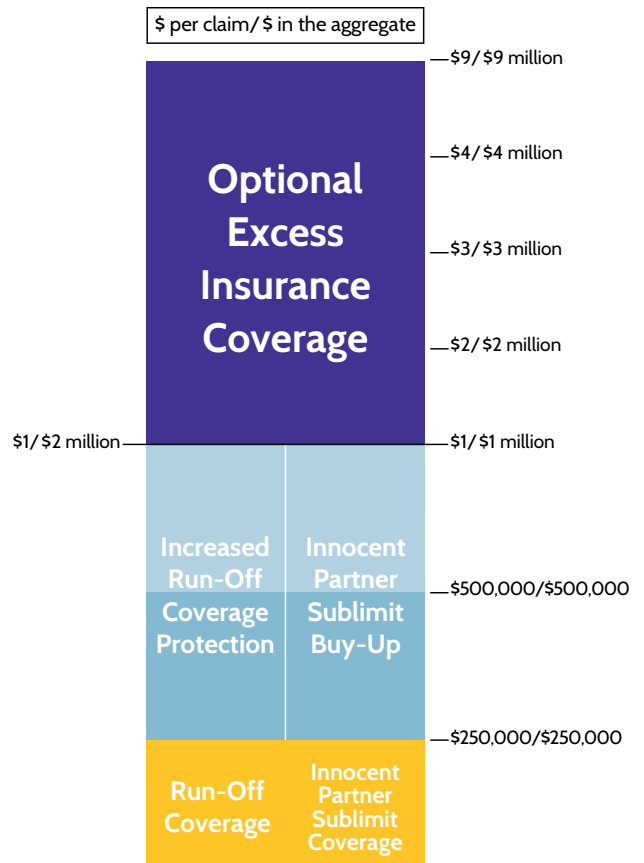 $ per claim/ $ in the aggregate
$9/ $9 million
$4/ $4 million
Optional
Excess
Insurance
Coverage
$3/ $3 million
$2/ $2 million
$1/ $2 million
$1/ $1 million
Increased
Run-Off
Coverage
Protection
Innocent
Partner
Sublimit
Buy-Up
$500,000/$500,000
$250,000/$250,000
Run-Off
Coverage
Innocent
Partner
Sublimit
Coverage